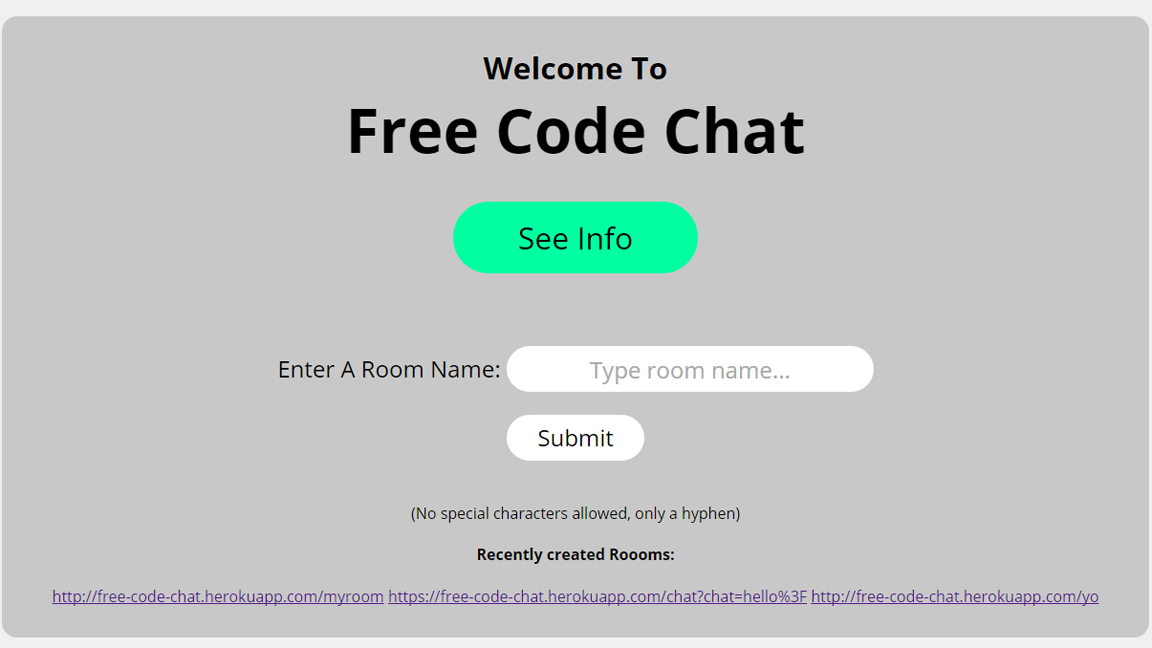 Welcome To
Free Code Chat
See Info
Enter A Room Name: Type room name...
Submit
(No special characters allowed, only a hyphen)
Recently created Roooms:
http://free-code-chat.herokuapp.com/myroom https://free-code-chat.herokuapp.com/chat?chat=hello%3F http://free-code-chat.herokuapp.com/yo